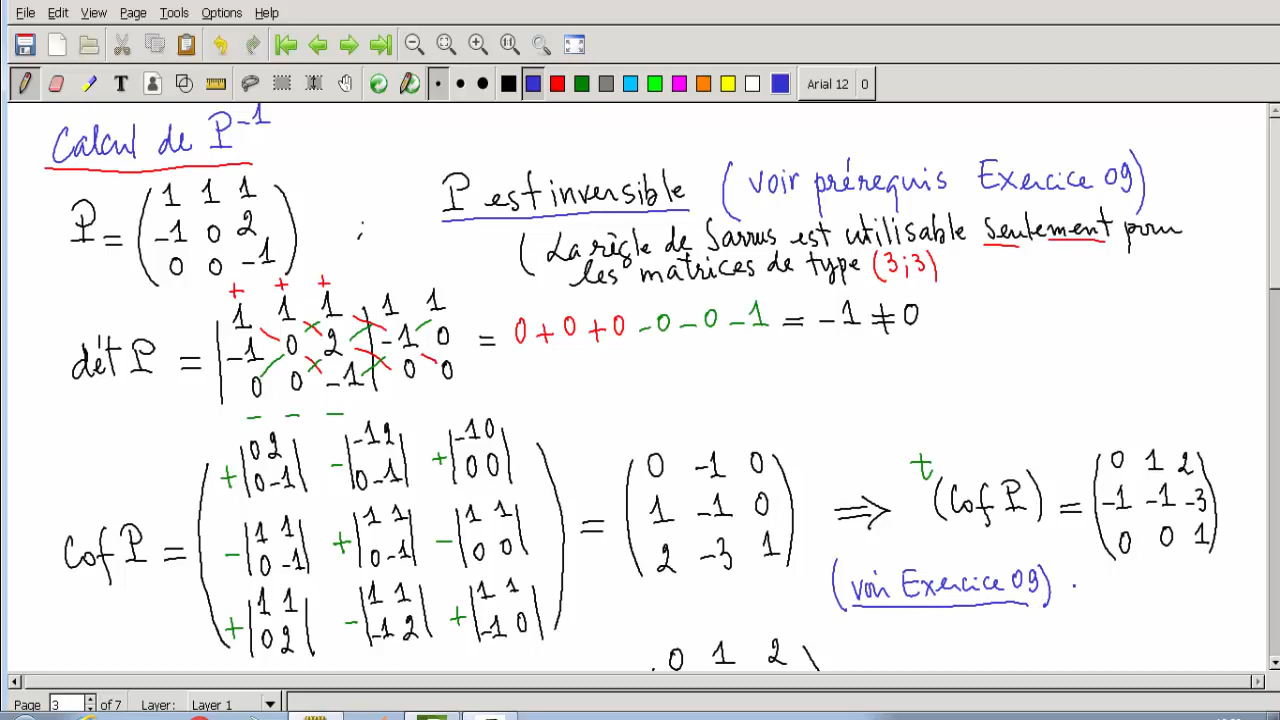 File Edit View Page Tools Options Help
Arial 12 0
Calcul de P⁻¹
P = ( 1 1 1
-1 0 2
0 0 -1 ) ;
P est inversible (voir prérequis Exercice 09)
(La règle de Sarrus est utilisable seulement pour
les matrices de type (3;3)
+ + +
dét P = | 1 1 1 | 1 1
-1 0 2 | -1 0
0 0 -1 | 0 0
= 0 + 0 + 0 - 0 - 0 - 1 = -1 ≠ 0
- - -
Cof P = ( +| 0 2 | -| -1 2 | +| -1 0 |
| 0 -1 | | 0 -1 | | 0 0 |
-| 1 1 | +| 1 1 | -| 1 1 |
| 0 -1 | | 0 -1 | | 0 0 |
+| 1 1 | -| 1 1 | +| 1 1 |
| 0 2 | | -1 2 | | -1 0 | )
= ( 0 -1 0
1 -1 0
2 -3 1 )
⟹ t(Cof P) = ( 0 1 2
-1 -1 -3
0 0 1 )
(voir Exercice 09) .
0 1 2
Page 3 of 7 Layer: Layer 1